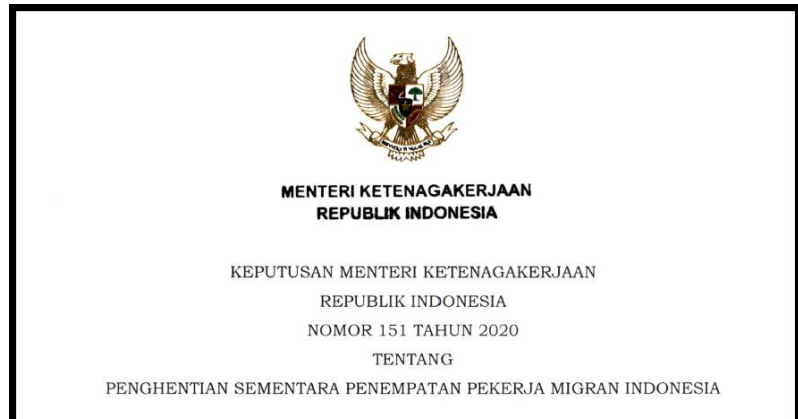 MENTERI KETENAGAKERJAAN
REPUBLIK INDONESIA
KEPUTUSAN MENTERI KETENAGAKERJAAN
REPUBLIK INDONESIA
NOMOR 151 TAHUN 2020
TENTANG
PENGHENTIAN SEMENTARA PENEMPATAN PEKERJA MIGRAN INDONESIA